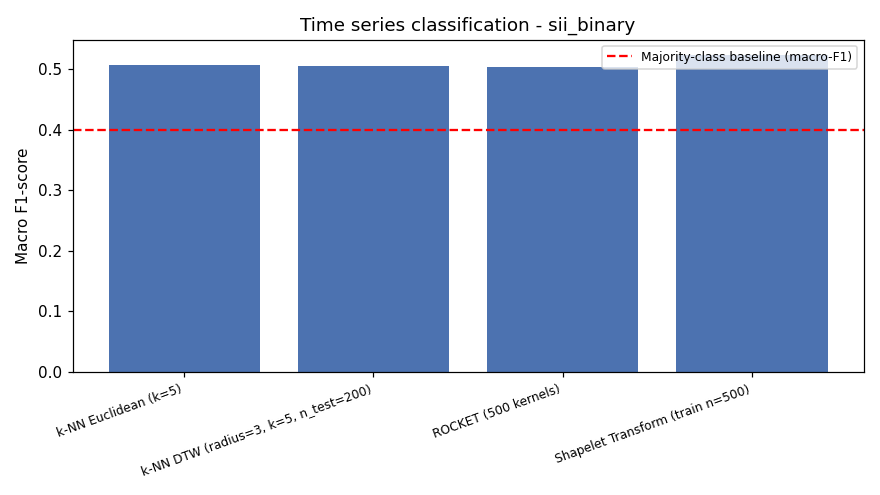 Time series classification - sii_binary
Majority-class baseline (macro-F1)
Macro F1-score
0.5
0.4
0.3
0.2
0.1
0.0
k-NN Euclidean (k=5)
k-NN DTW (radius=3, k=5, n_test=200)
ROCKET (500 kernels)
Shapelet Transform (train n=500)